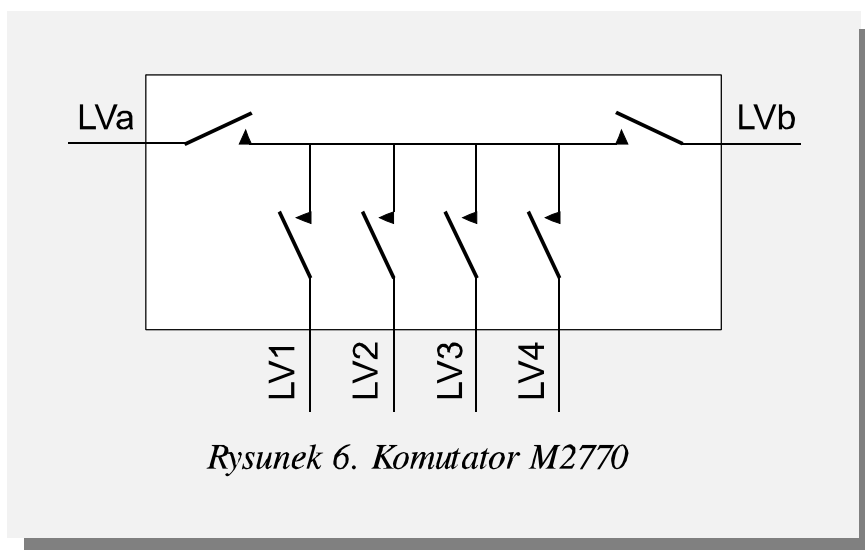 LVa
LVb
LV1
LV2
LV3
LV4
Rysunek 6. Komutator M2770